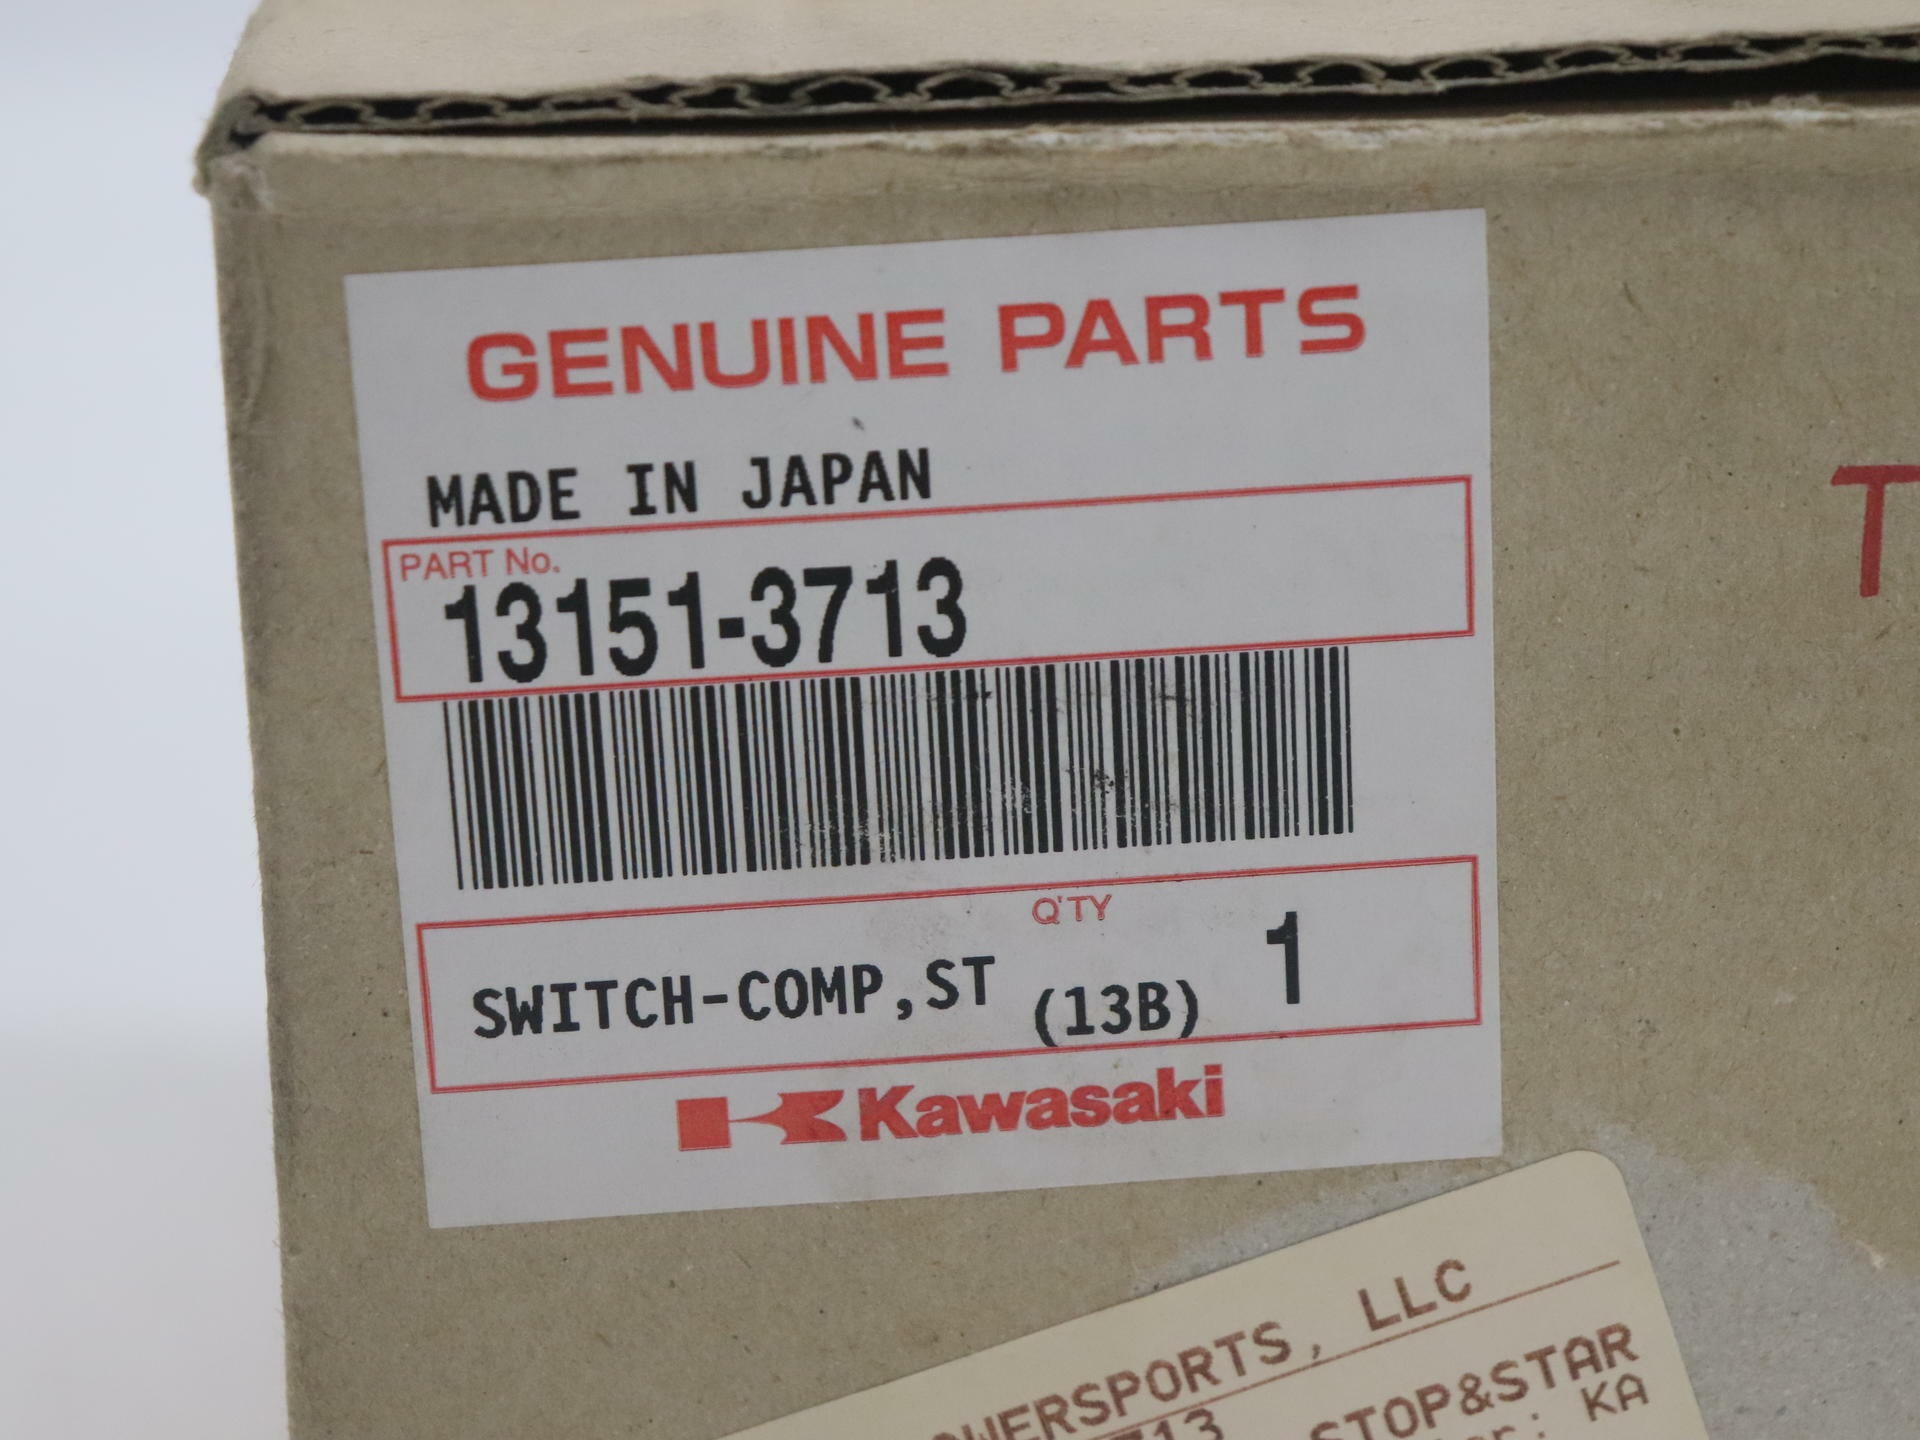 GENUINE PARTS
MADE IN JAPAN
PART No.
13151-3713
Q'TY
SWITCH-COMP,ST (13B) 1
Kawasaki
T
LLC
STOP&STAR
713
KA